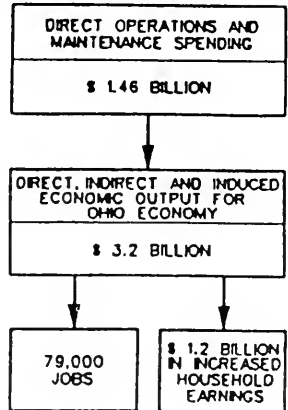 DIRECT OPERATIONS AND
MAINTENANCE SPENDING
$ 1.46 BILLION
DIRECT, INDIRECT AND INDUCED
ECONOMIC OUTPUT FOR
OHIO ECONOMY
$ 3.2 BILLION
79,000
JOBS
$ 1.2 BILLION
IN INCREASED
HOUSEHOLD
EARNINGS